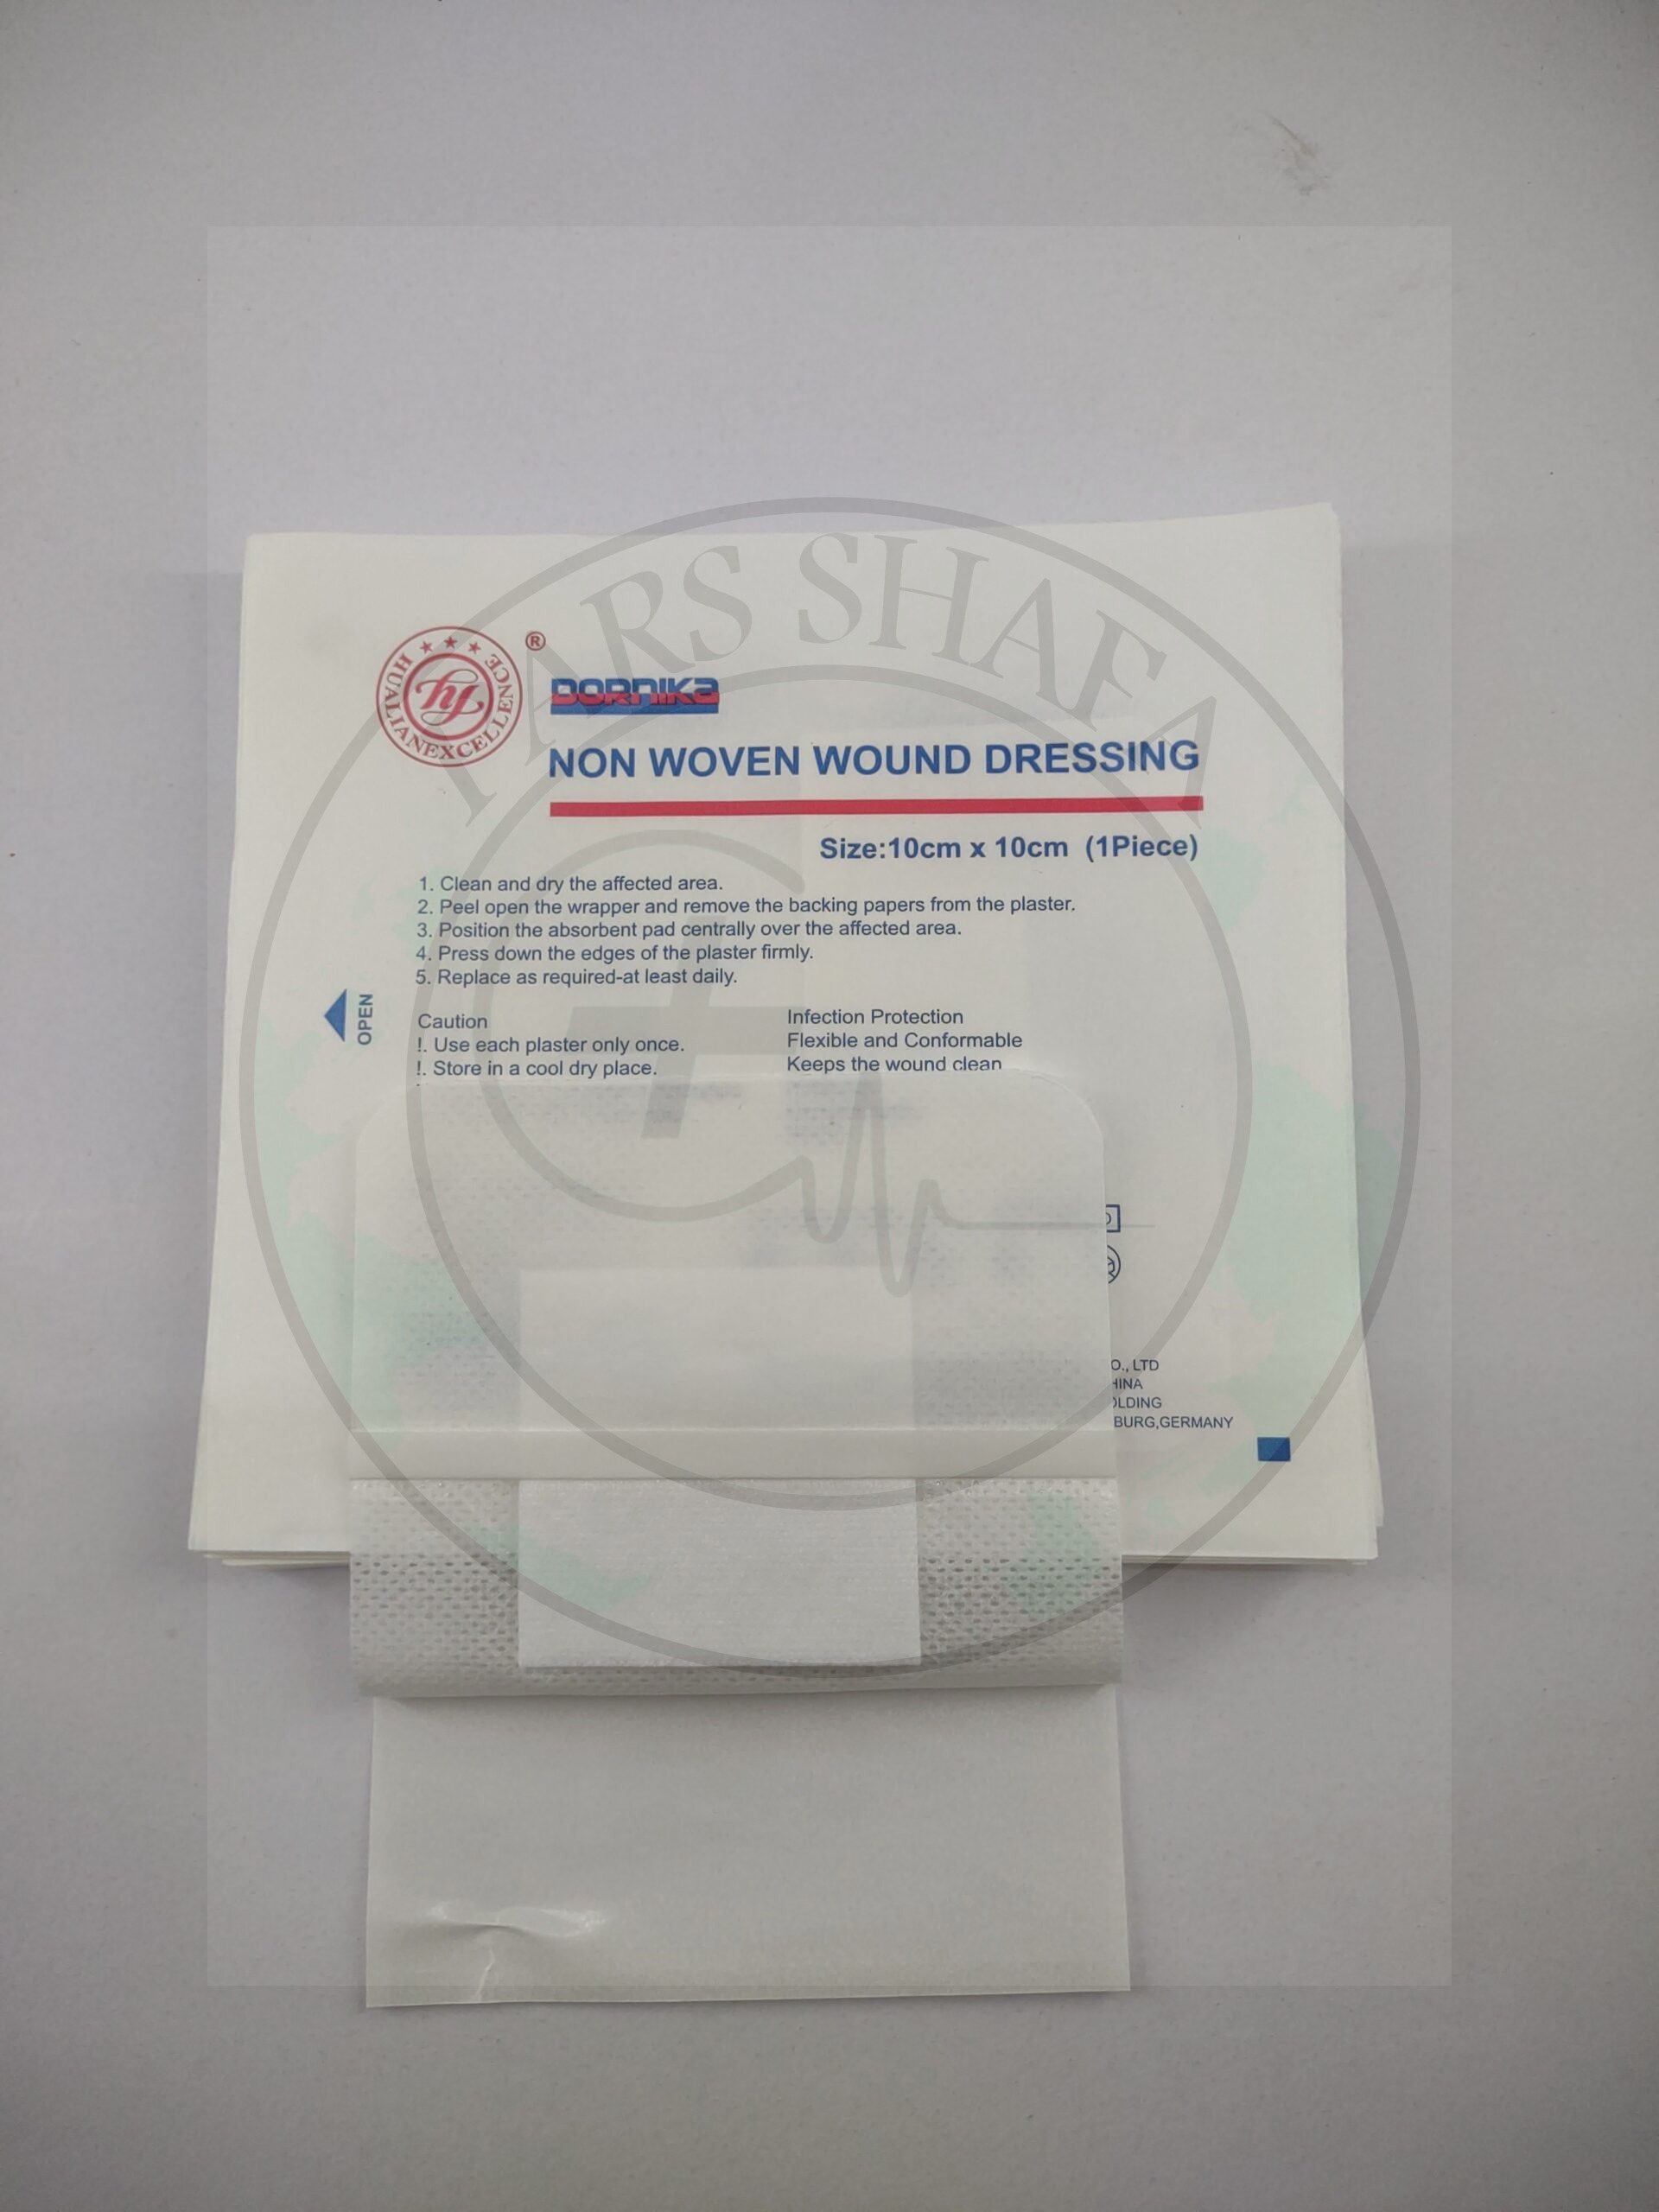 PARS SHAFA
HUALIANEXCELLENCE
hy
®
DORNIKA
NON WOVEN WOUND DRESSING
Size:10cm x 10cm (1Piece)
1. Clean and dry the affected area.
2. Peel open the wrapper and remove the backing papers from the plaster.
3. Position the absorbent pad centrally over the affected area.
4. Press down the edges of the plaster firmly.
5. Replace as required-at least daily.
OPEN
Caution
!. Use each plaster only once.
!. Store in a cool dry place.
Infection Protection
Flexible and Conformable
Keeps the wound clean
O., LTD
HINA
OLDING
BURG,GERMANY